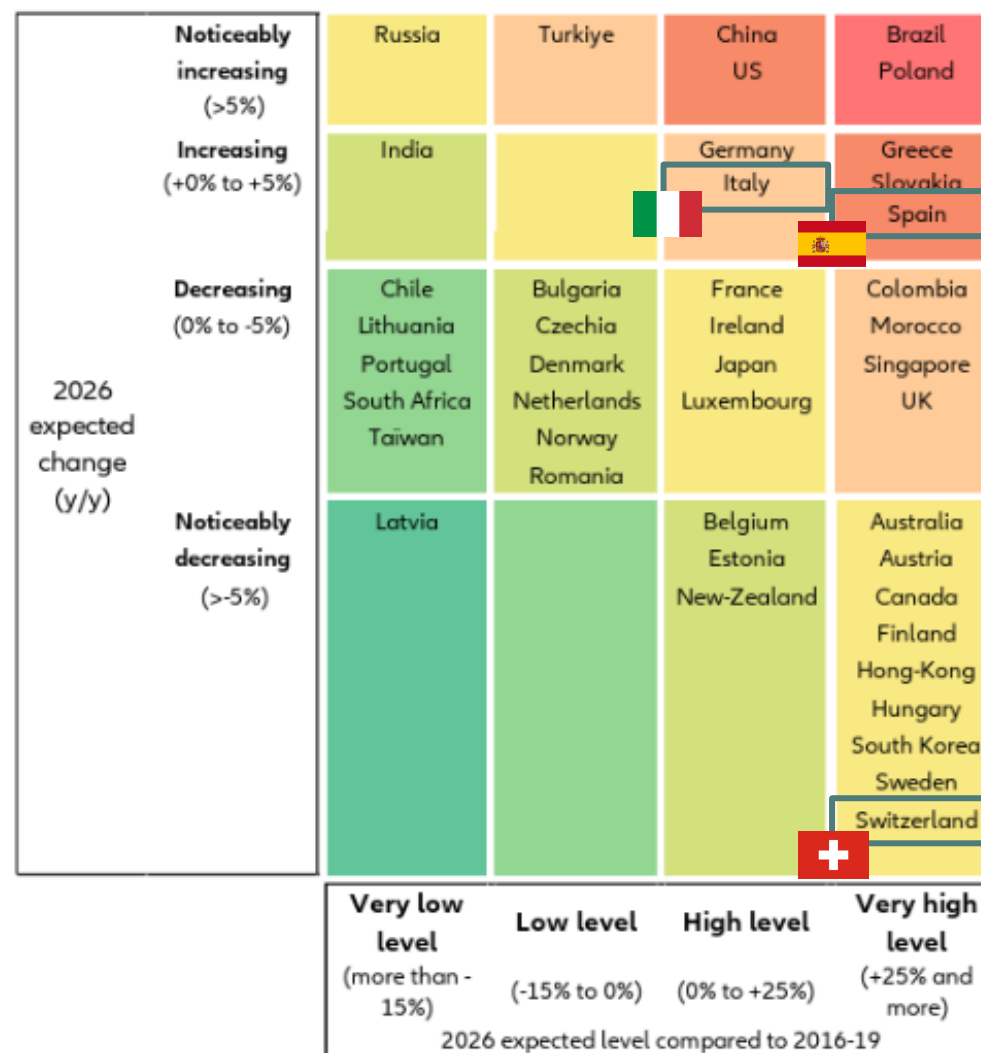 Noticeably
increasing
(>5%)
Russia
Turkiye
China
US
Brazil
Poland
Increasing
(+0% to +5%)
India
Germany
Italy
Greece
Slovakia
Spain
2026
expected
change
(y/y)
Decreasing
(0% to -5%)
Chile
Lithuania
Portugal
South Africa
Taïwan
Bulgaria
Czechia
Denmark
Netherlands
Norway
Romania
France
Ireland
Japan
Luxembourg
Colombia
Morocco
Singapore
UK
Noticeably
decreasing
(>-5%)
Latvia
Belgium
Estonia
New-Zealand
Australia
Austria
Canada
Finland
Hong-Kong
Hungary
South Korea
Sweden
Switzerland
Very low
level
(more than -
15%)
Low level
(-15% to 0%)
High level
(0% to +25%)
Very high
level
(+25% and
more)
2026 expected level compared to 2016-19